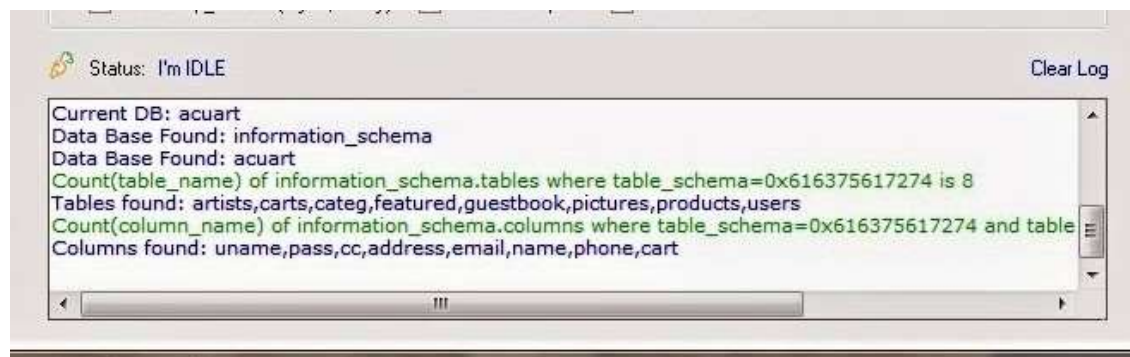 Status: I'm IDLE
Clear Log
Current DB: acuart
Data Base Found: information_schema
Data Base Found: acuart
Count(table_name) of information_schema.tables where table_schema=0x616375617274 is 8
Tables found: artists,carts,categ,featured,guestbook,pictures,products,users
Count(column_name) of information_schema.columns where table_schema=0x616375617274 and table
Columns found: uname,pass,cc,address,email,name,phone,cart